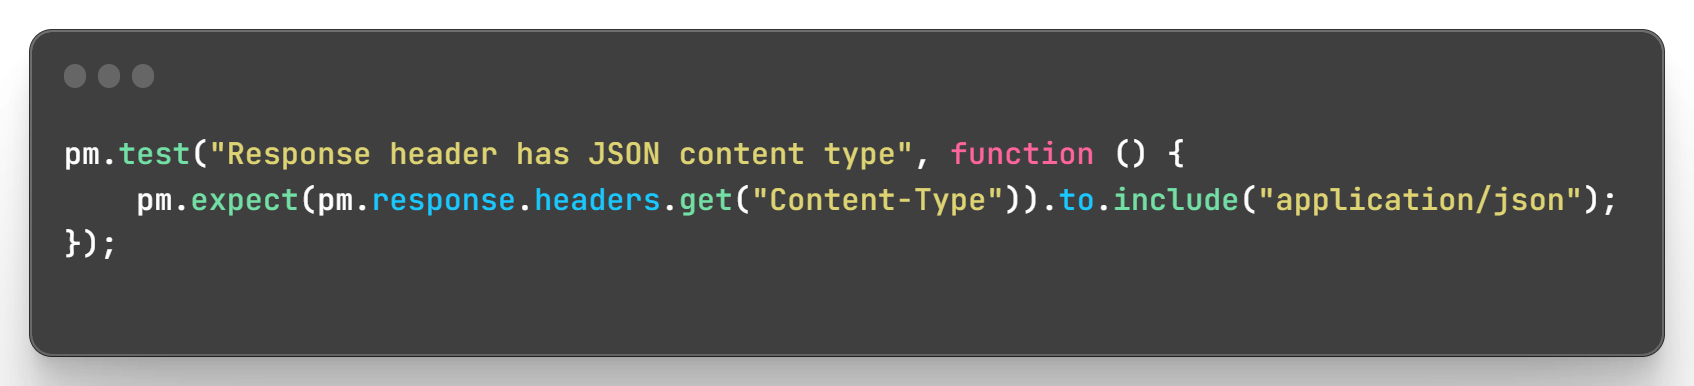 pm.test("Response header has JSON content type", function () {
    pm.expect(pm.response.headers.get("Content-Type")).to.include("application/json");
});